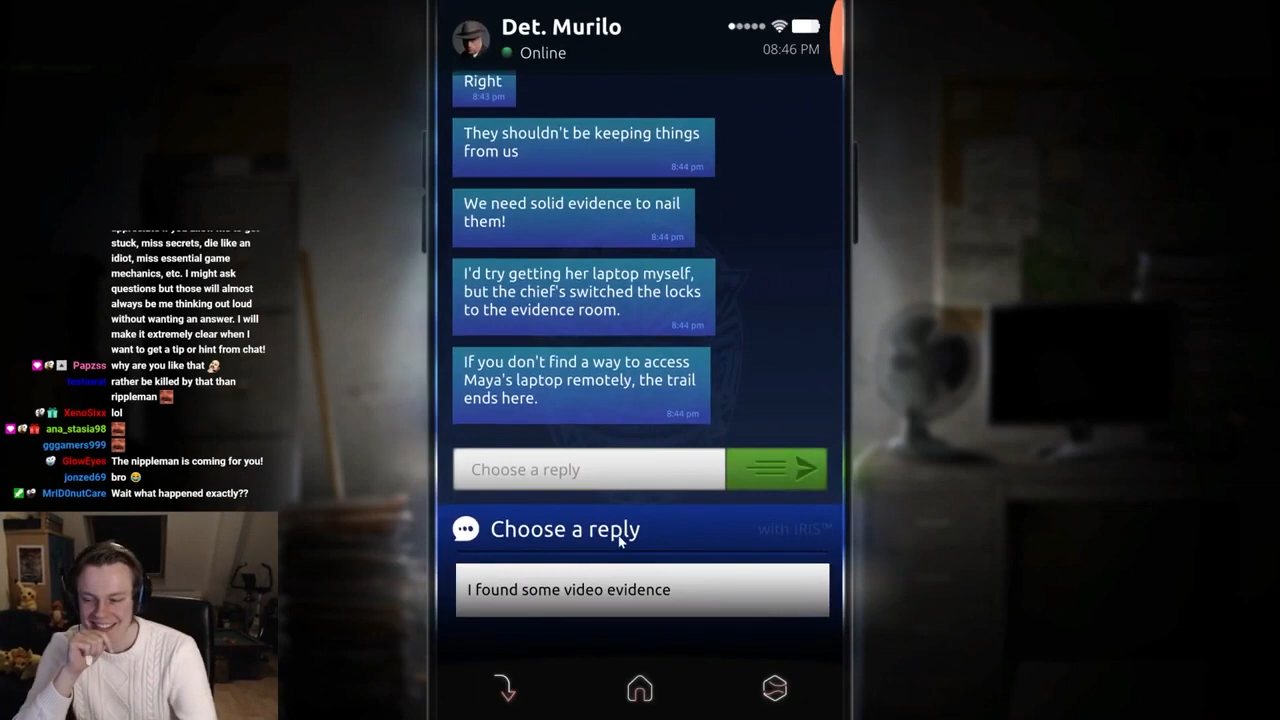 Det. Murilo
Online
08:46 PM
Right
8:43 pm
They shouldn't be keeping things
from us
8:44 pm
We need solid evidence to nail
them!
8:44 pm
I'd try getting her laptop myself,
but the chief's switched the locks
to the evidence room.
8:44 pm
If you don't find a way to access
Maya's laptop remotely, the trail
ends here.
8:44 pm
Choose a reply
Choose a reply
with IRIS™
I found some video evidence
stuck, miss secrets, die like an
idiot, miss essential game
mechanics, etc. I might ask
questions but those will almost
always be me thinking out loud
without wanting an answer. I will
make it extremely clear when I
want to get a tip or hint from chat!
Papzss why are you like that
rather be killed by that than
rippleman
XenoSixx lol
ana_stasia98
gggamers999
GlowEyes The nippleman is coming for you!
jonzed69 bro
MrID0nutCare Wait what happened exactly??